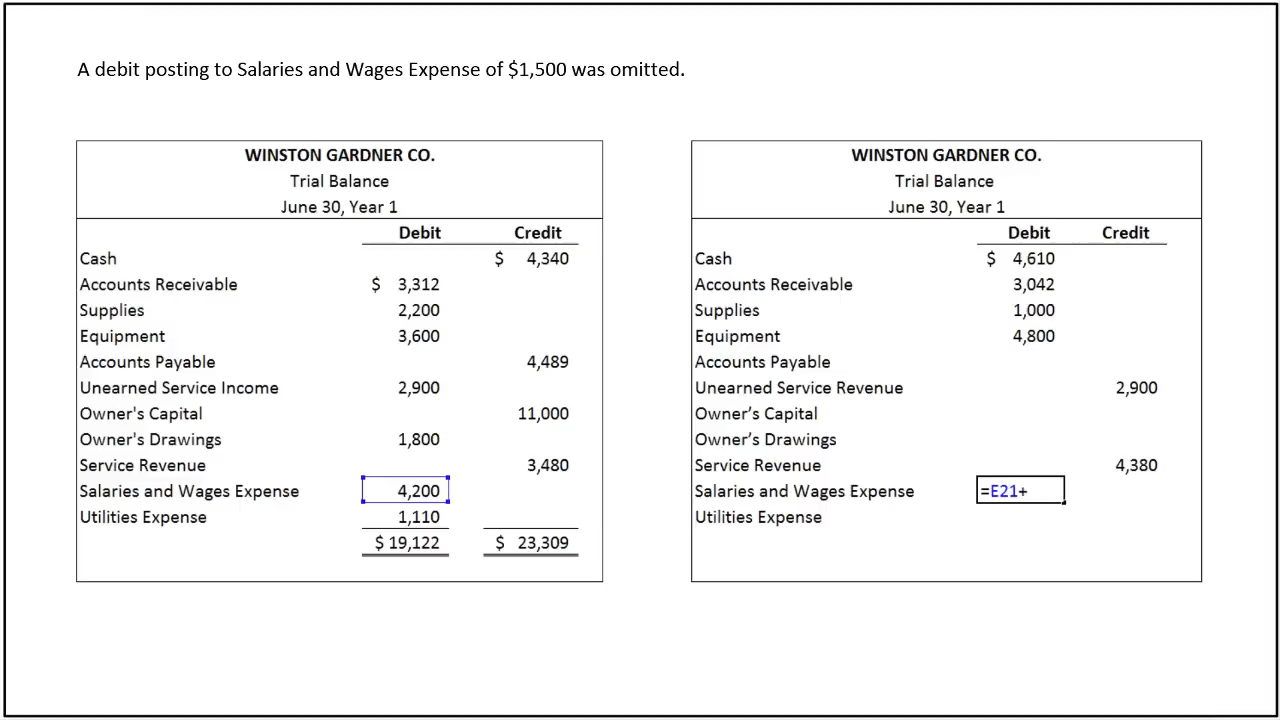 A debit posting to Salaries and Wages Expense of $1,500 was omitted.
WINSTON GARDNER CO.
Trial Balance
June 30, Year 1
Debit Credit
Cash $ 4,340
Accounts Receivable $ 3,312
Supplies 2,200
Equipment 3,600
Accounts Payable 4,489
Unearned Service Income 2,900
Owner's Capital 11,000
Owner's Drawings 1,800
Service Revenue 3,480
Salaries and Wages Expense 4,200
Utilities Expense 1,110
$ 19,122 $ 23,309
WINSTON GARDNER CO.
Trial Balance
June 30, Year 1
Debit Credit
Cash $ 4,610
Accounts Receivable 3,042
Supplies 1,000
Equipment 4,800
Accounts Payable
Unearned Service Revenue 2,900
Owner’s Capital
Owner’s Drawings
Service Revenue 4,380
Salaries and Wages Expense =E21+
Utilities Expense